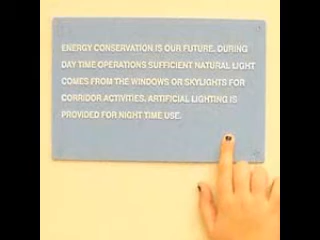 ENERGY CONSERVATION IS OUR FUTURE. DURING
DAY TIME OPERATIONS SUFFICIENT NATURAL LIGHT
COMES FROM THE WINDOWS OR SKYLIGHTS FOR
CORRIDOR ACTIVITIES. ARTIFICIAL LIGHTING IS
PROVIDED FOR NIGHT TIME USE.